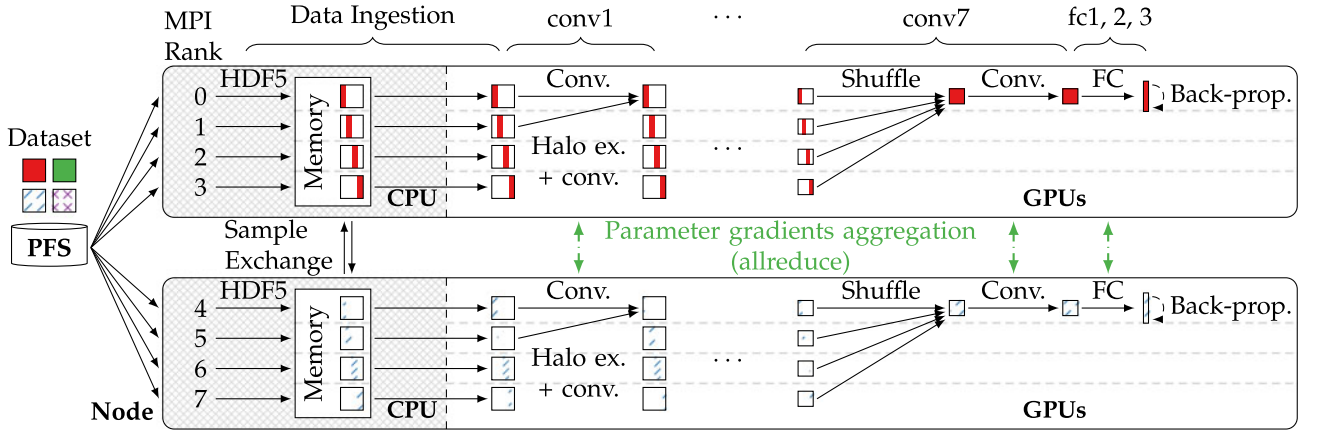 MPI
Rank
Data Ingestion
conv1
...
conv7
fc1, 2, 3
Dataset
PFS
Node
HDF5
0
1
2
3
Memory
CPU
Conv.
Halo ex.
+ conv.
...
Shuffle
Conv.
FC
Back-prop.
GPUs
Sample
Exchange
Parameter gradients aggregation
(allreduce)
HDF5
4
5
6
7
Memory
CPU
Conv.
Halo ex.
+ conv.
...
Shuffle
Conv.
FC
Back-prop.
GPUs